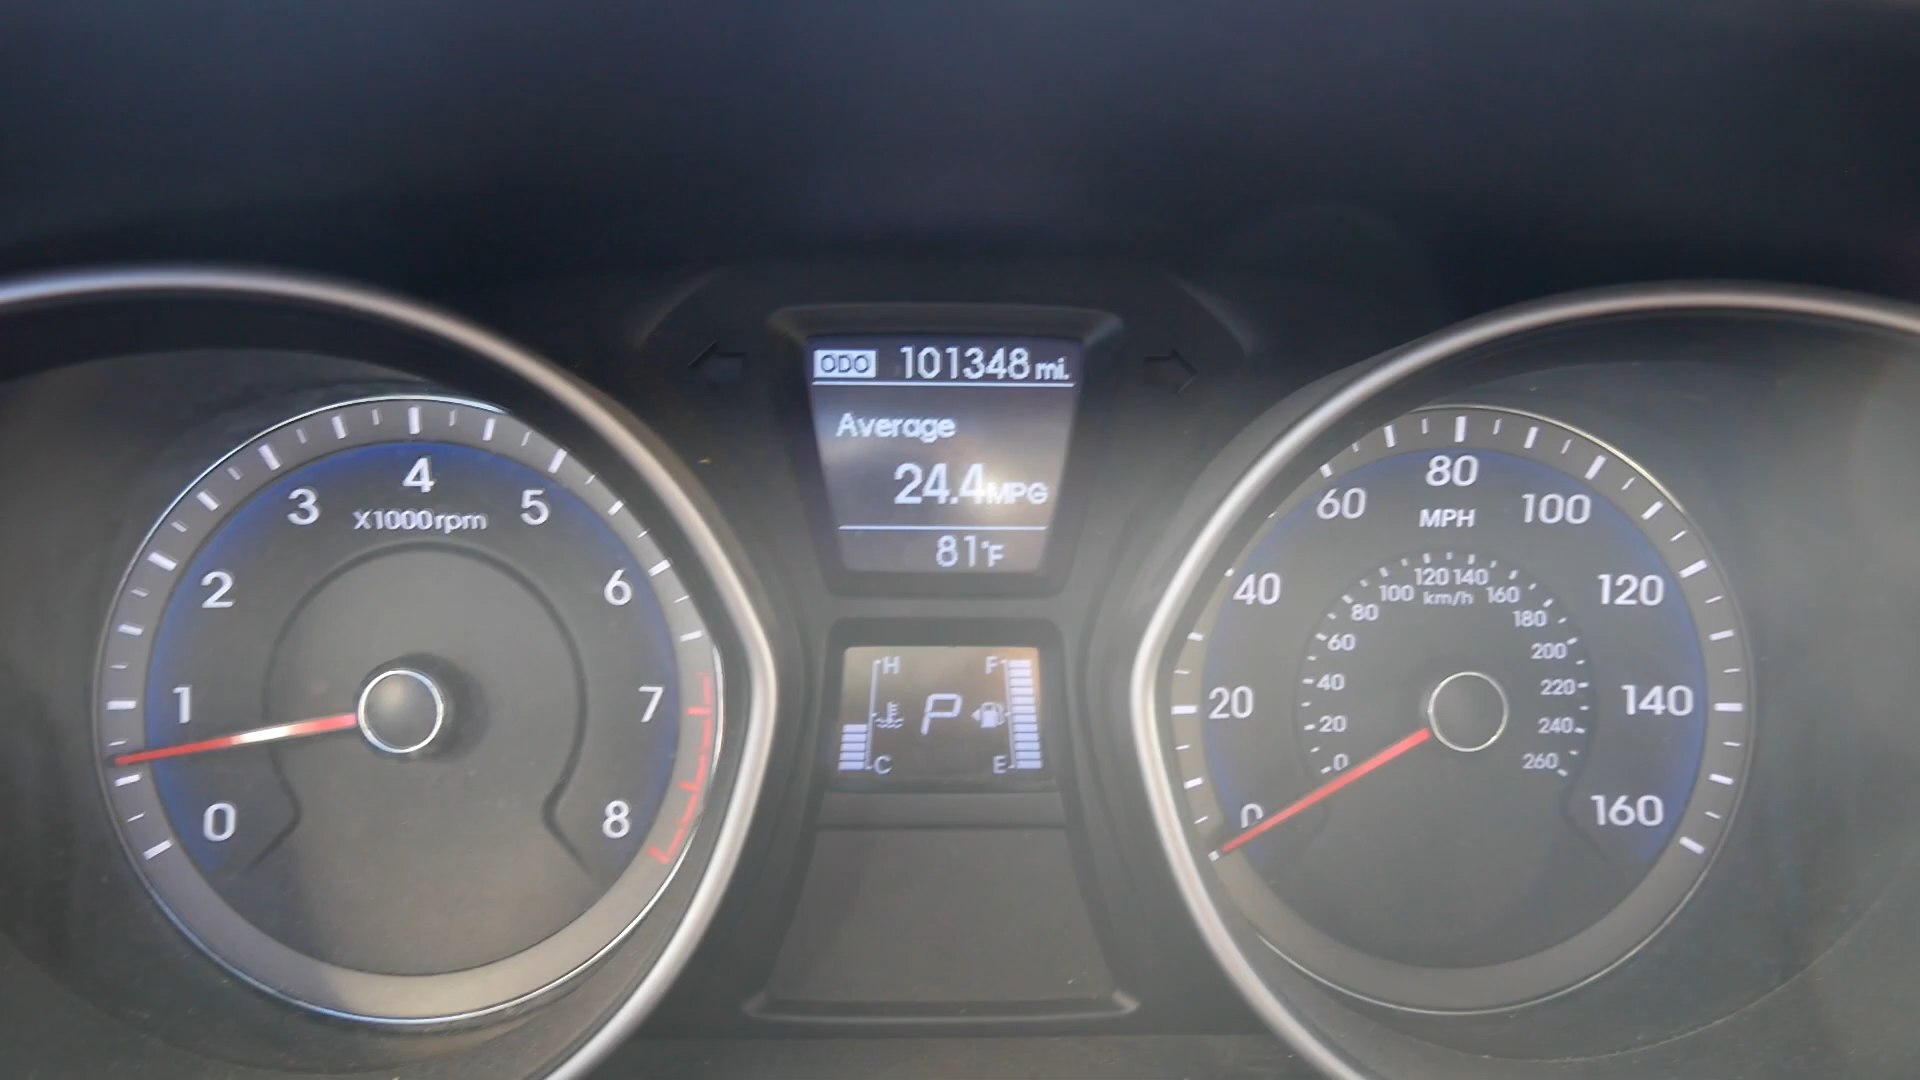 ODO 101348 mi.
Average
24.4 MPG
81°F
H F
P
C E
0 1 2 3 4 5 6 7 8
X1000rpm
0 20 40 60 80 100 120 140 160
MPH
0 20 40 60 80 100 120 140 160 180 200 220 240 260
km/h